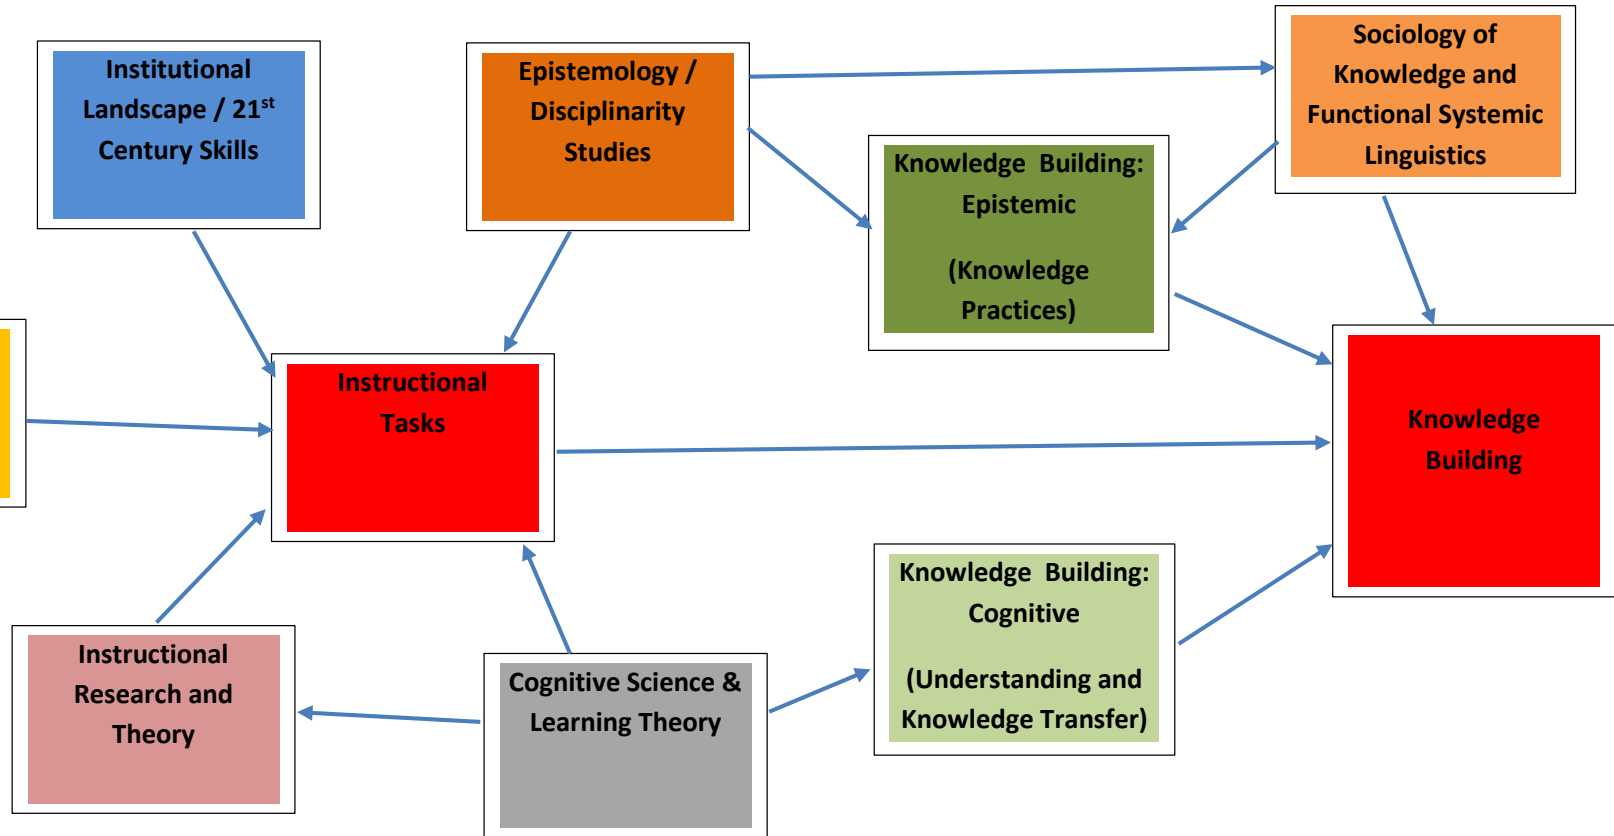 Institutional
Landscape / 21st
Century Skills
Epistemology /
Disciplinarity
Studies
Sociology of
Knowledge and
Functional Systemic
Linguistics
Knowledge Building:
Epistemic
(Knowledge
Practices)
Instructional
Tasks
Knowledge
Building
Knowledge Building:
Cognitive
(Understanding and
Knowledge Transfer)
Instructional
Research and
Theory
Cognitive Science &
Learning Theory